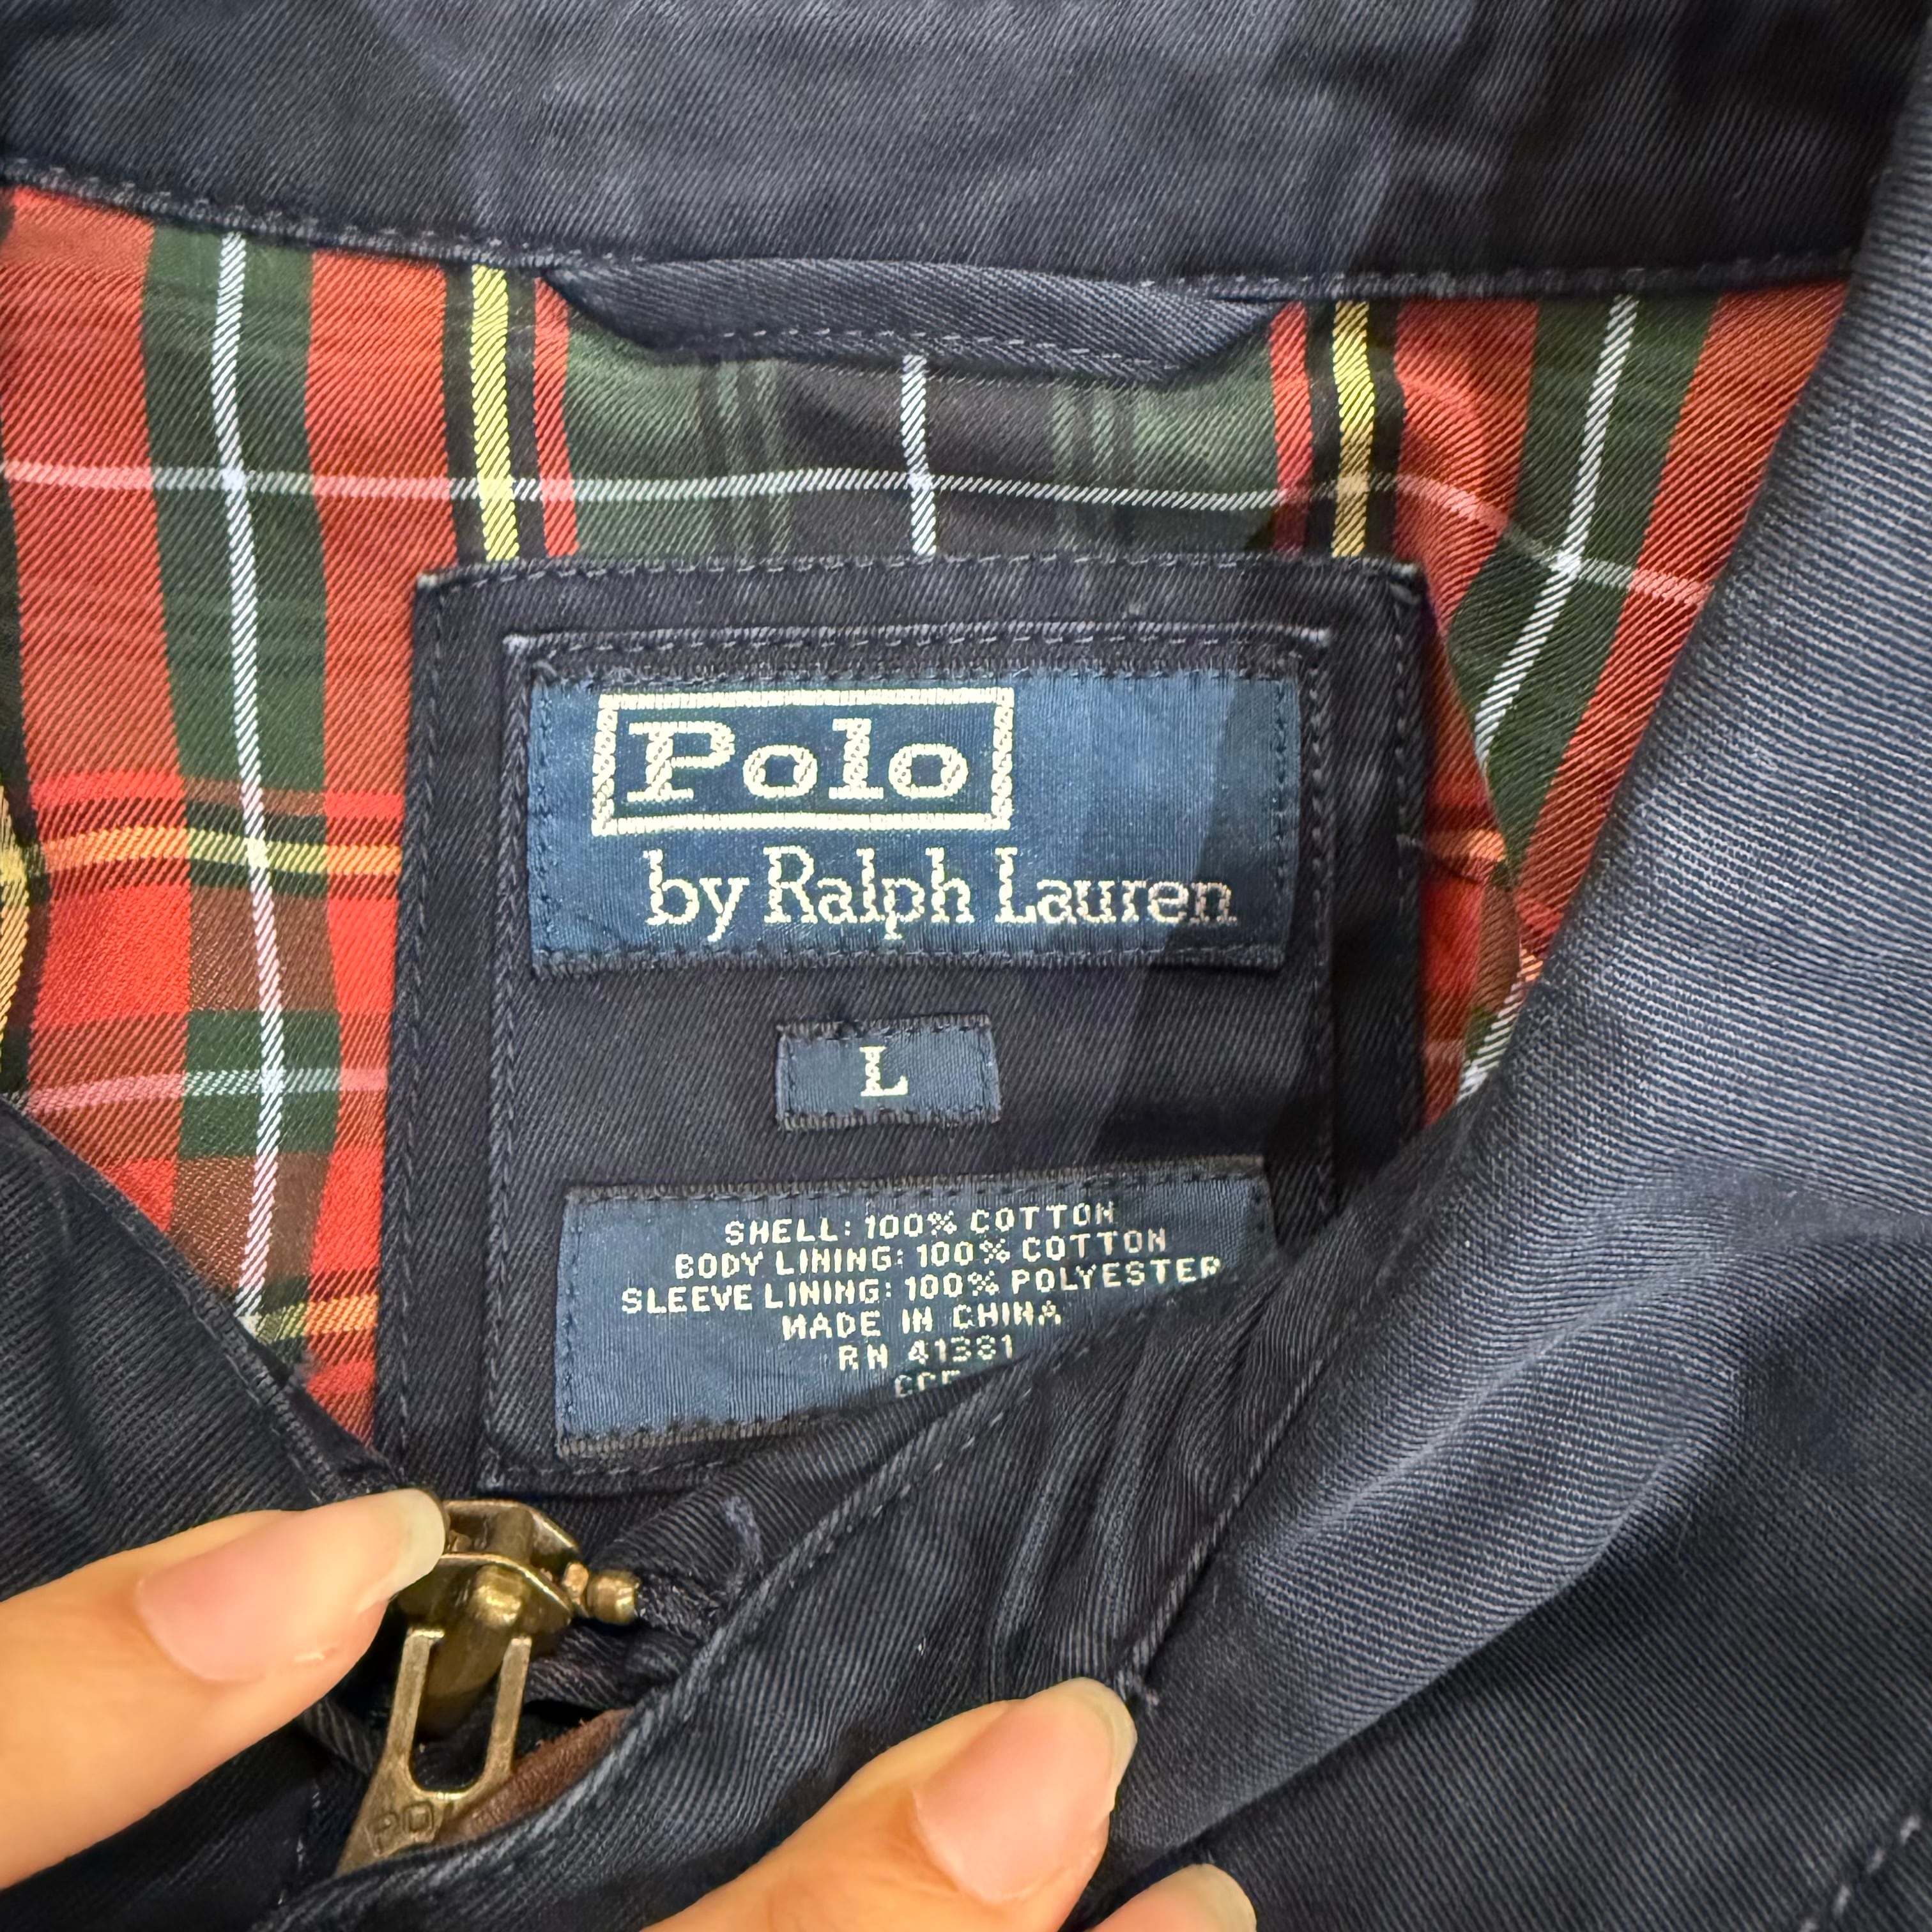 Polo
by Ralph Lauren
L
SHELL: 100% COTTON
BODY LINING: 100% COTTON
SLEEVE LINING: 100% POLYESTER
MADE IN CHINA
RN 41381
PO